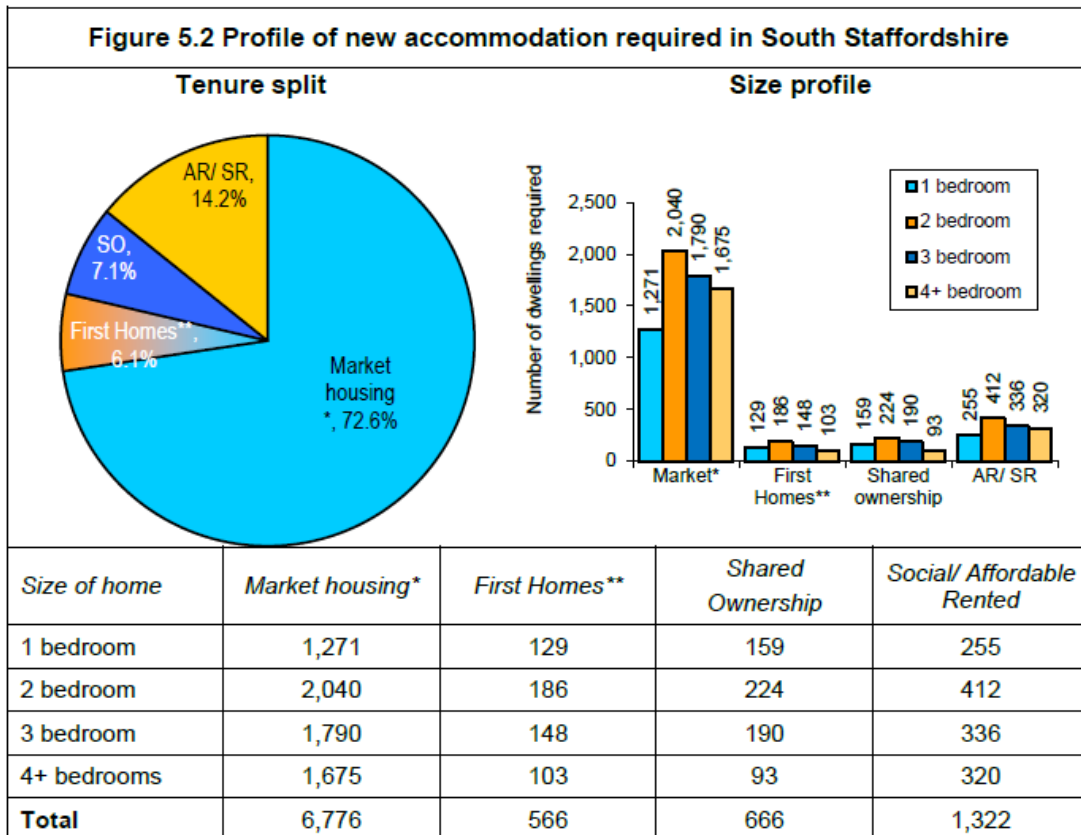 Figure 5.2 Profile of new accommodation required in South Staffordshire
Tenure split
AR/ SR,
14.2%
SO,
7.1%
First Homes**,
6.1%
Market
housing
*, 72.6%
Size profile
Number of dwellings required
2,500
2,000
1,500
1,000
500
0
1,271
2,040
1,790
1,675
129
186
148
103
159
224
190
93
255
412
336
320
Market*
First
Homes**
Shared
ownership
AR/ SR
1 bedroom
2 bedroom
3 bedroom
4+ bedroom
Size of home Market housing* First Homes** Shared Ownership Social/ Affordable Rented
1 bedroom 1,271 129 159 255
2 bedroom 2,040 186 224 412
3 bedroom 1,790 148 190 336
4+ bedrooms 1,675 103 93 320
Total 6,776 566 666 1,322